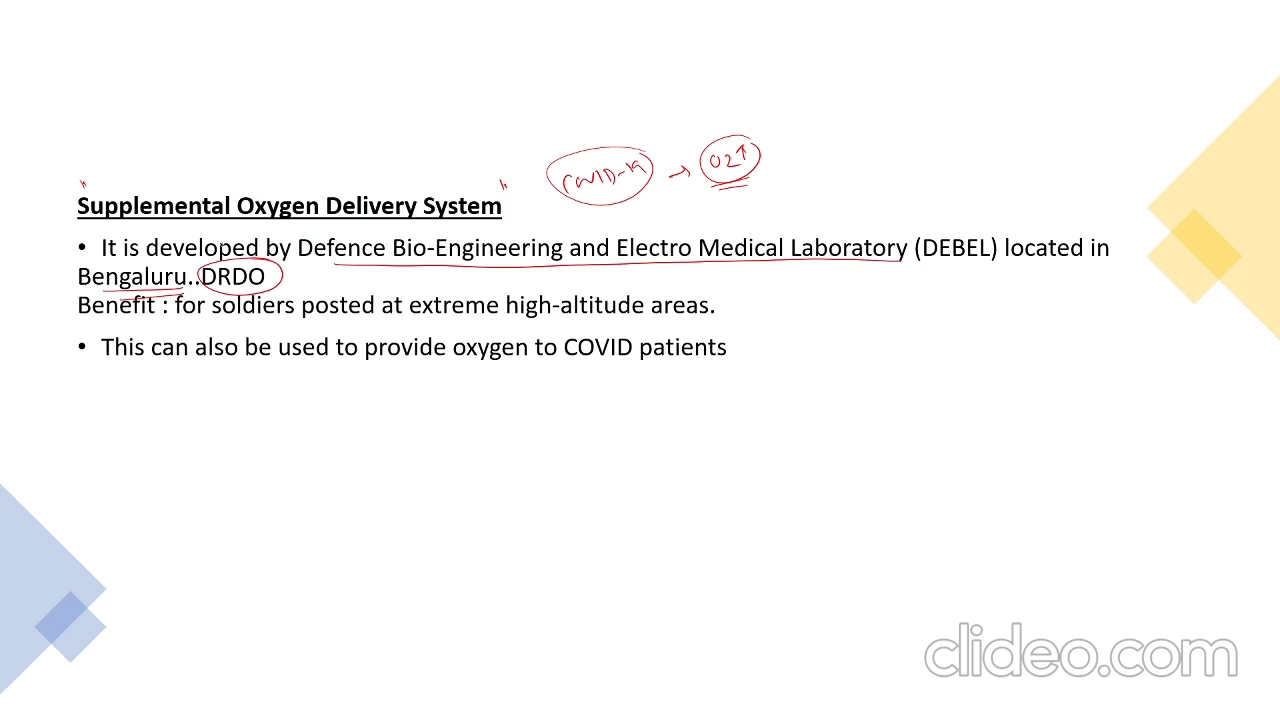 COVID-19 → O2↑
"Supplemental Oxygen Delivery System"
• It is developed by Defence Bio-Engineering and Electro Medical Laboratory (DEBEL) located in
Bengaluru..DRDO
Benefit : for soldiers posted at extreme high-altitude areas.
• This can also be used to provide oxygen to COVID patients
clideo.com